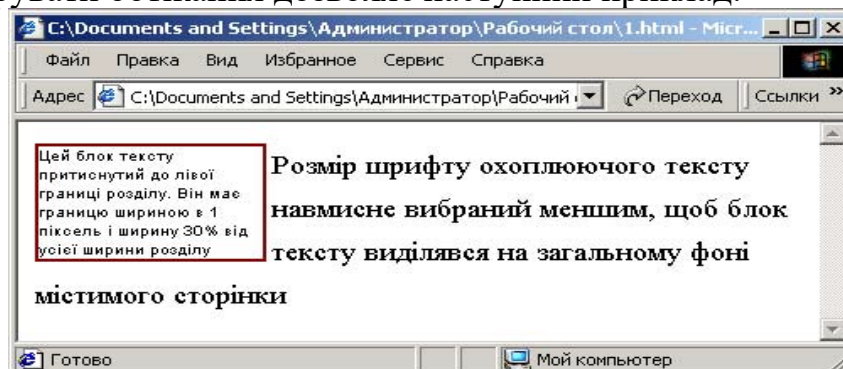 дозволяє наступний приклад:
C:\Documents and Settings\Администратор\Рабочий стол\1.html - Micr...
Файл Правка Вид Избранное Сервис Справка
Адрес C:\Documents and Settings\Администратор\Рабочий Переход Ссылки »
Цей блок тексту
притиснутий до лівої
границі розділу. Він має
границю шириною в 1
піксель і ширину 30% від
усієї ширини розділу
Розмір шрифту охоплюючого тексту
навмисне вибраний меншим, щоб блок
тексту виділявся на загальному фоні
містимого сторінки
Готово Мой компьютер